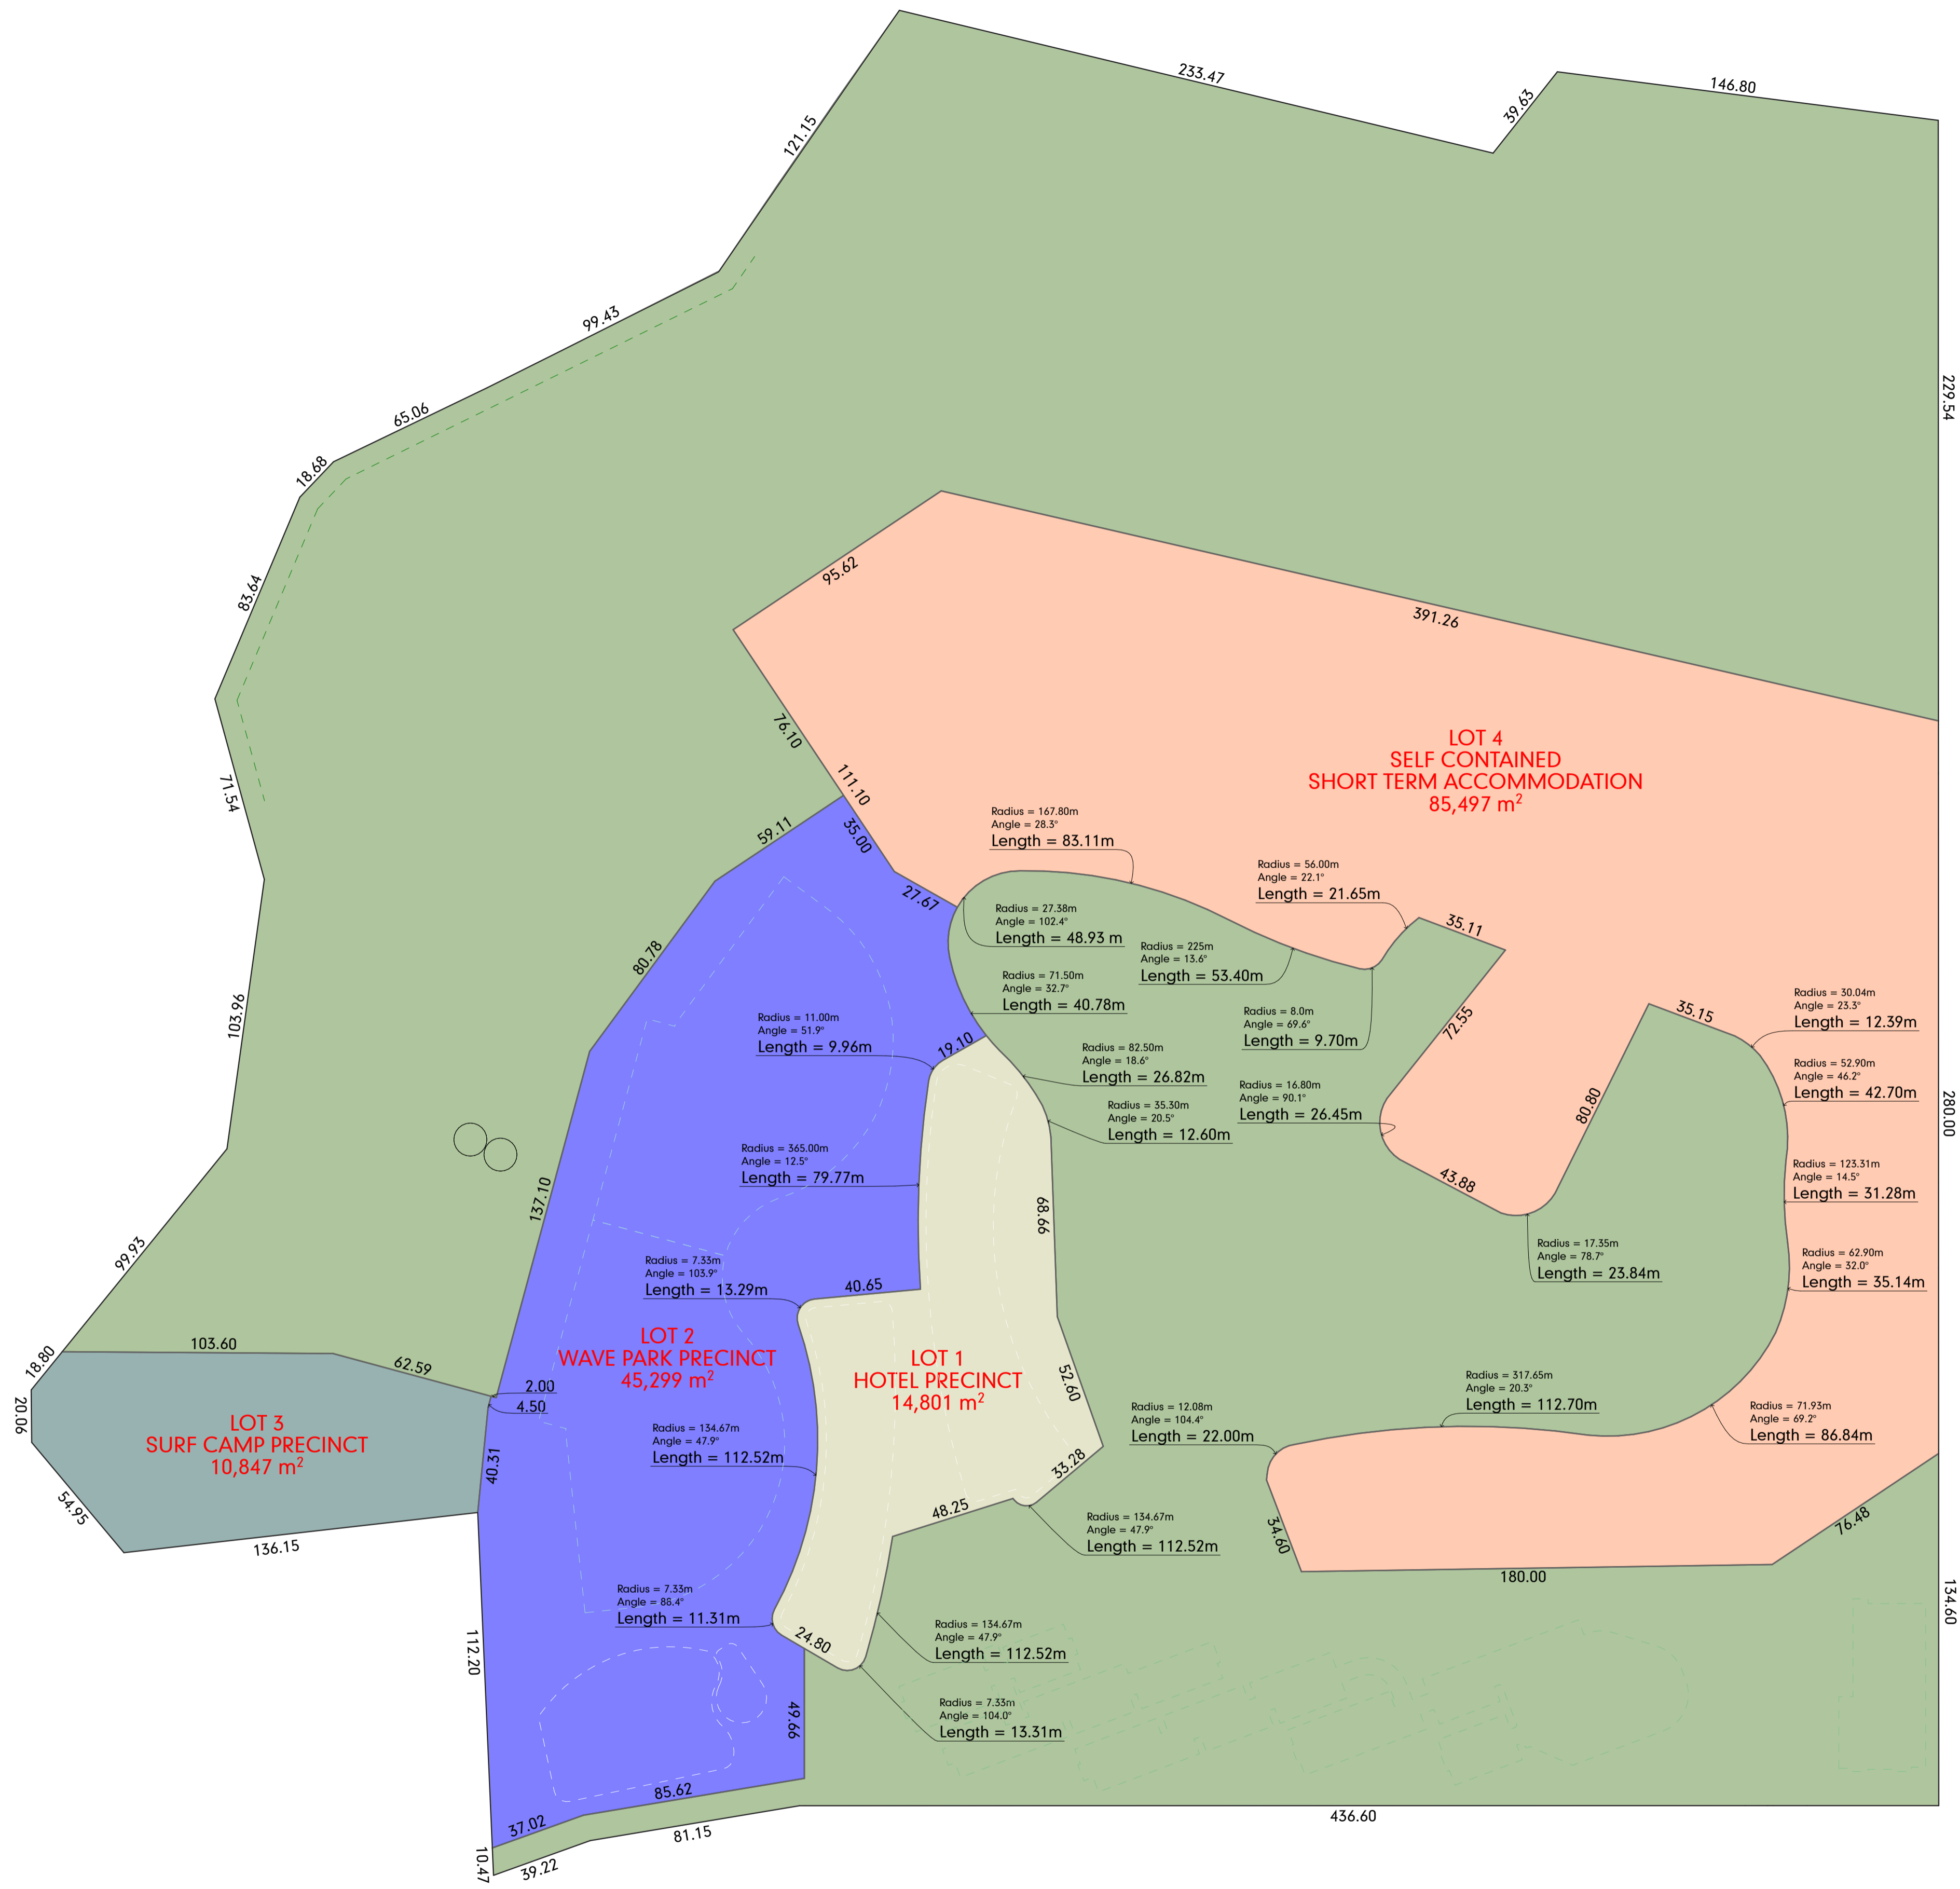 233.47
39.63
146.80
121.15
99.43
229.54
65.06
18.68
95.62
83.64
391.26
76.10
71.54
LOT 4
SELF CONTAINED
SHORT TERM ACCOMMODATION
85,497 m²
111.10
35.00
59.11
27.67
Radius = 167.80m
Angle = 28.3°
Length = 83.11m
Radius = 56.00m
Angle = 22.1°
Length = 21.65m
35.11
Radius = 27.38m
Angle = 102.4°
Length = 48.93 m
Radius = 225m
Angle = 13.6°
Length = 53.40m
80.78
103.96
Radius = 71.50m
Angle = 32.7°
Length = 40.78m
Radius = 8.0m
Angle = 69.6°
Length = 9.70m
72.55
35.15
Radius = 30.04m
Angle = 23.3°
Length = 12.39m
Radius = 11.00m
Angle = 51.9°
Length = 9.96m
19.10
Radius = 82.50m
Angle = 18.6°
Length = 26.82m
Radius = 52.90m
Angle = 46.2°
Length = 42.70m
Radius = 16.80m
Angle = 90.1°
Length = 26.45m
80.80
280.00
Radius = 35.30m
Angle = 20.5°
Length = 12.60m
Radius = 365.00m
Angle = 12.5°
Length = 79.77m
43.88
Radius = 123.31m
Angle = 14.5°
Length = 31.28m
137.10
68.66
99.93
Radius = 17.35m
Angle = 78.7°
Length = 23.84m
Radius = 62.90m
Angle = 32.0°
Length = 35.14m
Radius = 7.33m
Angle = 103.9°
Length = 13.29m
40.65
103.60
18.80
62.59
LOT 2
WAVE PARK PRECINCT
45,299 m²
LOT 1
HOTEL PRECINCT
14,801 m²
52.60
2.00
4.50
20.06
LOT 3
SURF CAMP PRECINCT
10,847 m²
Radius = 317.65m
Angle = 20.3°
Length = 112.70m
Radius = 12.08m
Angle = 104.4°
Length = 22.00m
Radius = 71.93m
Angle = 69.2°
Length = 86.84m
40.31
Radius = 134.67m
Angle = 47.9°
Length = 112.52m
33.28
54.95
48.25
136.15
Radius = 134.67m
Angle = 47.9°
Length = 112.52m
34.60
76.48
180.00
134.60
Radius = 7.33m
Angle = 88.4°
Length = 11.31m
24.80
Radius = 134.67m
Angle = 47.9°
Length = 112.52m
112.20
49.66
Radius = 7.33m
Angle = 104.0°
Length = 13.31m
85.62
37.02
81.15
436.60
10.47
39.22